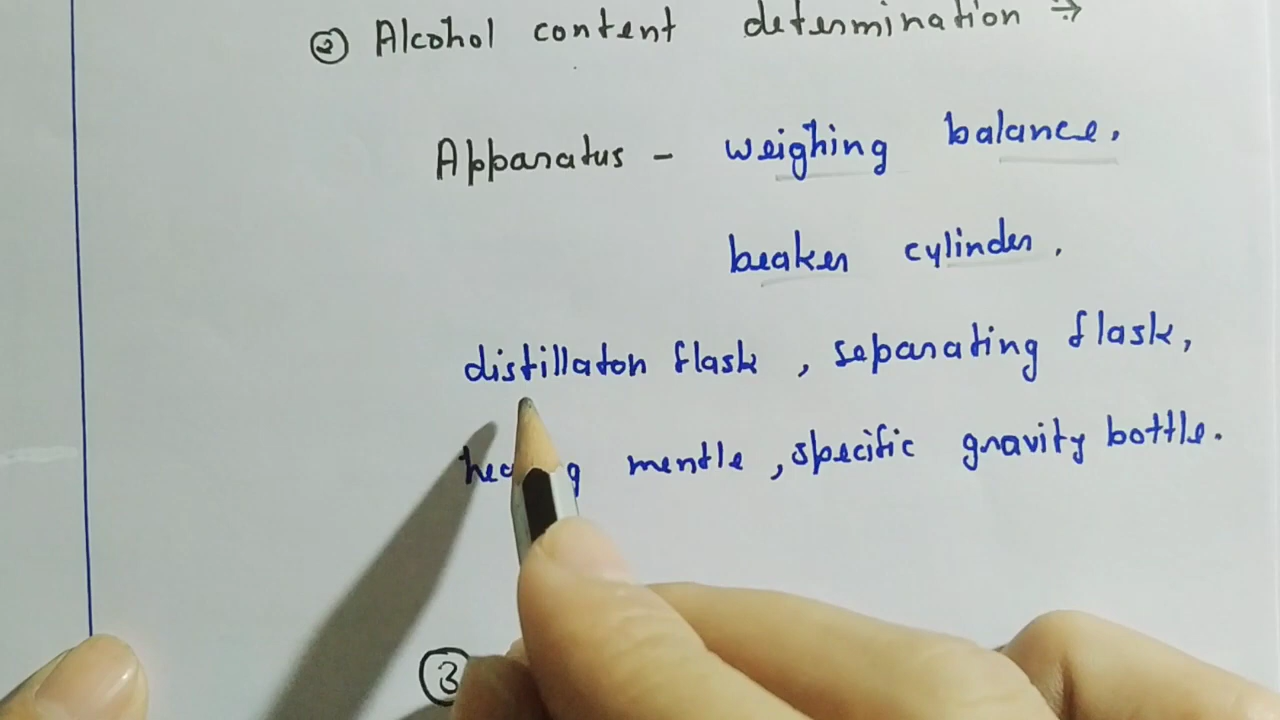 ② Alcohol content determination →
Apparatus - weighing balance.
beaker cylinder.
distillaton flask, separating flask,
mentle, specific gravity bottle.
③